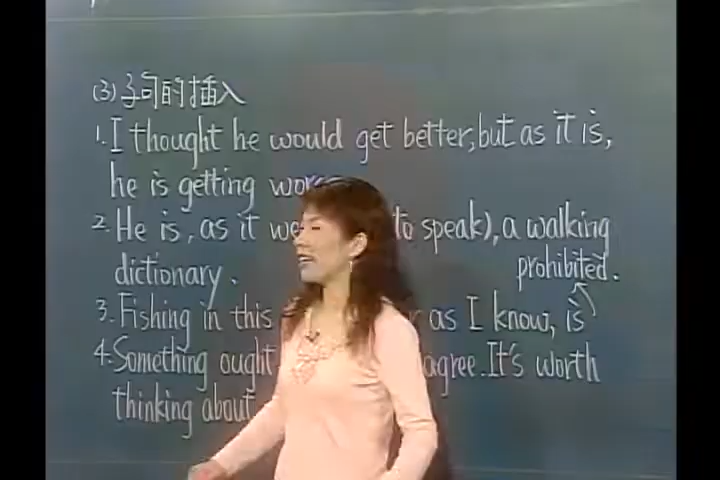 (3) 子句的插入
1. I thought he would get better, but as it is,
he is getting
2. He is, as it to speak), a walking
dictionary. prohibited.
3. Fishing in this as I know, is
4. Something ought agree. It's worth
thinking about